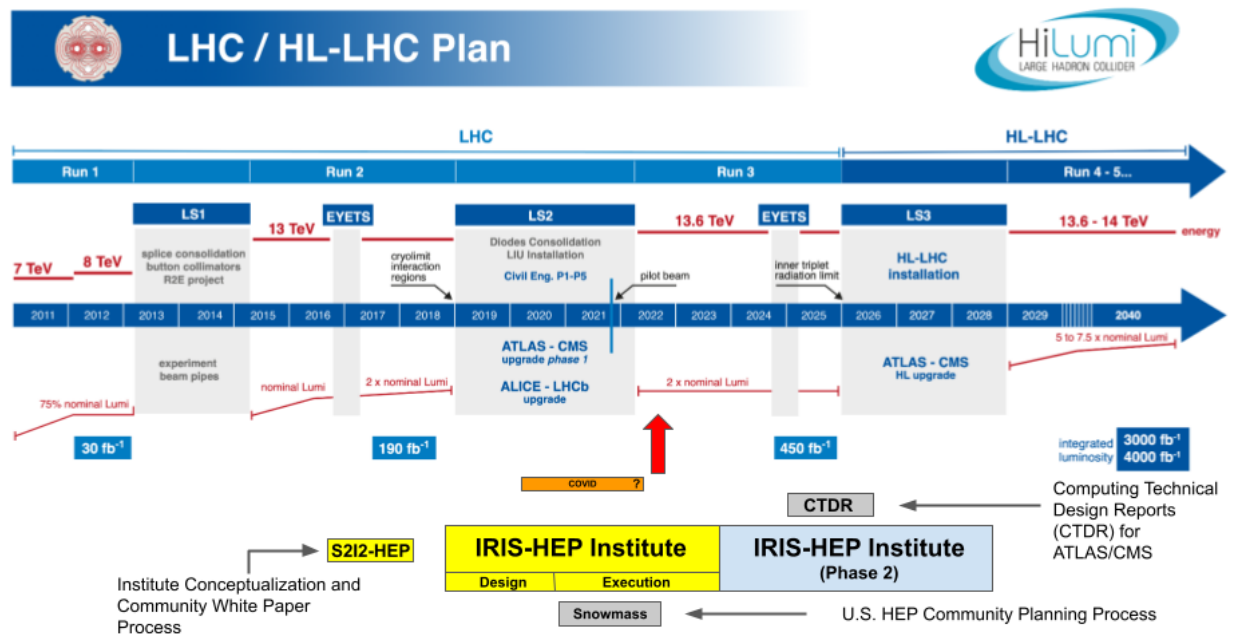 LHC / HL-LHC Plan
HiLumi
LARGE HADRON COLLIDER
LHC
HL-LHC
Run 1
Run 2
Run 3
Run 4 - 5...
LS1
EYETS
LS2
EYETS
LS3
13 TeV
13.6 TeV
13.6 - 14 TeV
energy
7 TeV
8 TeV
splice consolidation
button collimators
R2E project
cryolimit
interaction
regions
Diodes Consolidation
LIU Installation
Civil Eng. P1-P5
pilot beam
inner triplet
radiation limit
HL-LHC
installation
2011
2012
2013
2014
2015
2016
2017
2018
2019
2020
2021
2022
2023
2024
2025
2026
2027
2028
2029
2040
5 to 7.5 x nominal Lumi
experiment
beam pipes
ATLAS - CMS
upgrade phase 1
ALICE - LHCb
upgrade
ATLAS - CMS
HL upgrade
75% nominal Lumi
nominal Lumi
2 x nominal Lumi
2 x nominal Lumi
30 fb-1
190 fb-1
450 fb-1
integrated
luminosity
3000 fb-1
4000 fb-1
COVID ?
CTDR
Computing Technical
Design Reports
(CTDR) for
ATLAS/CMS
S2I2-HEP
IRIS-HEP Institute
Design
Execution
IRIS-HEP Institute
(Phase 2)
Institute Conceptualization and
Community White Paper
Process
Snowmass
U.S. HEP Community Planning Process